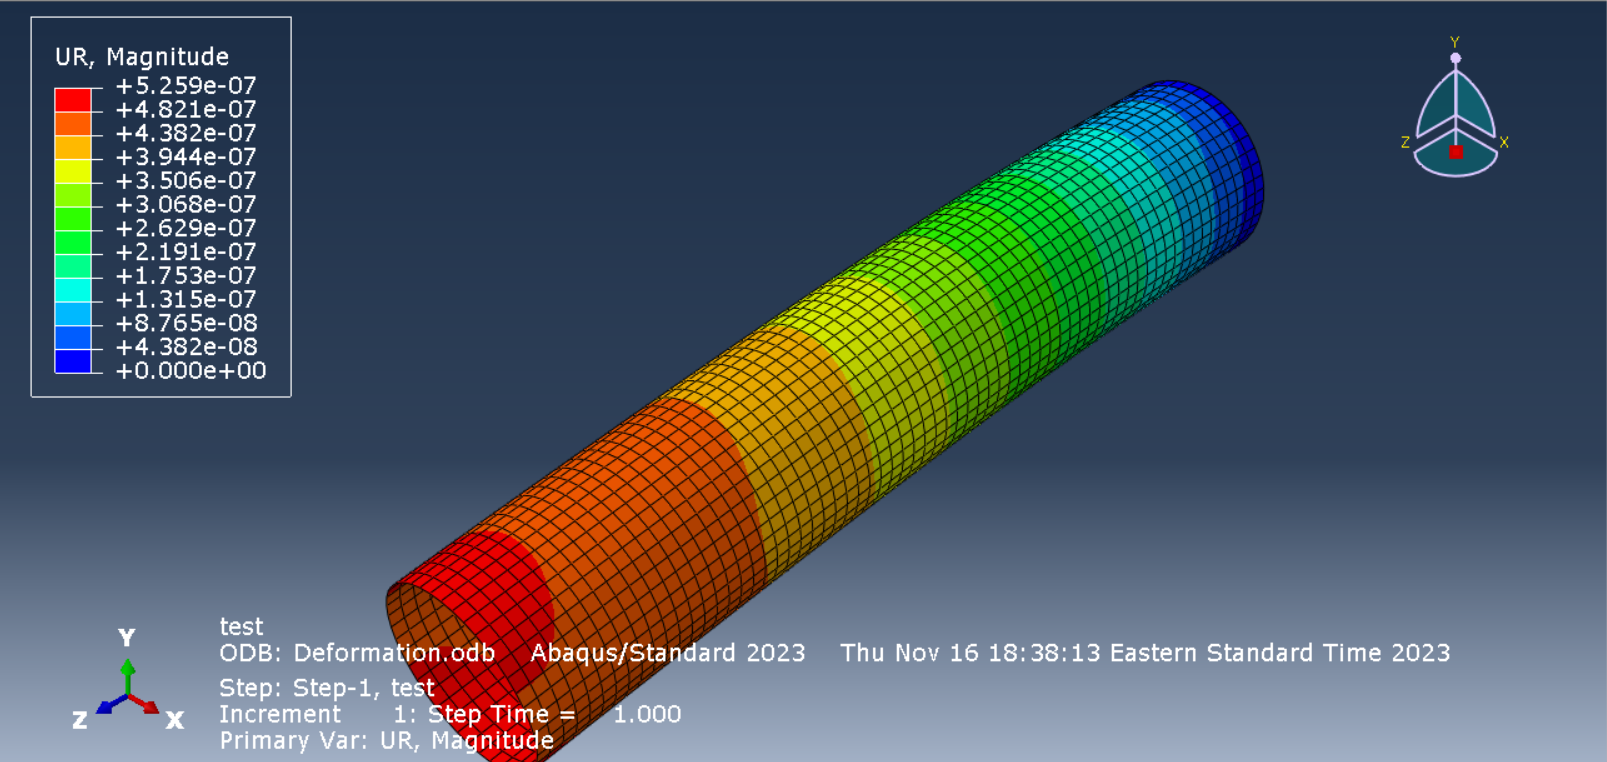 UR, Magnitude
+5.259e-07
+4.821e-07
+4.382e-07
+3.944e-07
+3.506e-07
+3.068e-07
+2.629e-07
+2.191e-07
+1.753e-07
+1.315e-07
+8.765e-08
+4.382e-08
+0.000e+00
Y
Z X
test
ODB: Deformation.odb Abaqus/Standard 2023 Thu Nov 16 18:38:13 Eastern Standard Time 2023
Step: Step-1, test
Increment 1: Step Time = 1.000
Primary Var: UR, Magnitude
Y
Z X